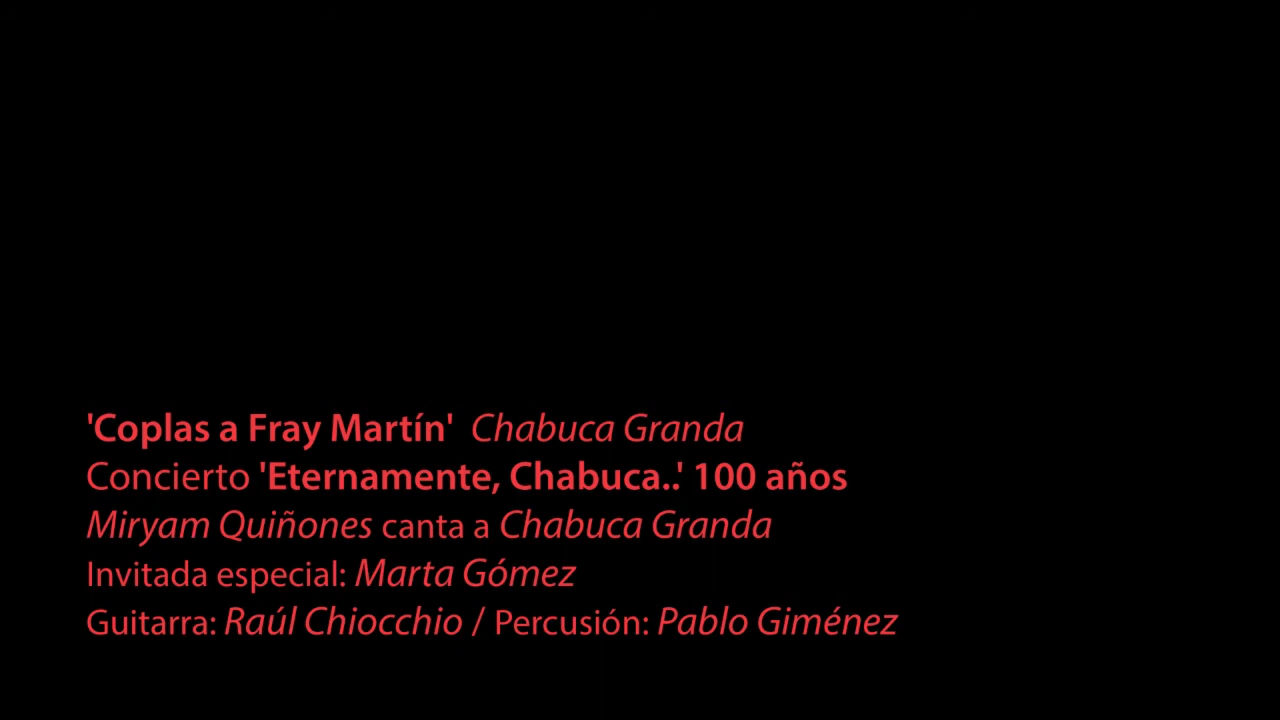 'Coplas a Fray Martín' Chabuca Granda
Concierto 'Eternamente, Chabuca..' 100 años
Miryam Quiñones canta a Chabuca Granda
Invitada especial: Marta Gómez
Guitarra: Raúl Chiocchio / Percusión: Pablo Giménez